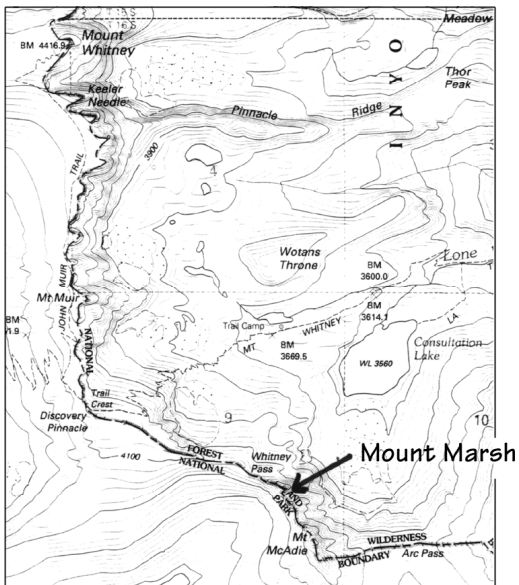 Meadow
BM 4416.9
Mount
Whitney
Keeler
Needle
Thor
Peak
INYO
Pinnacle Ridge
3900
4
TRAIL
Wotans
Throne
Lone
BM
3600.0
BM
3614.1
JOHN MUIR
Mt Muir
BM
Trail Camp
MT WHITNEY
BM
3669.5
LA
Consultation
Lake
WL 3560
NATIONAL
Trail
Crest
Discovery
Pinnacle
9
10
4100
FOREST
NATIONAL
Whitney
Pass
Mount Marsh
AND
PARK
Mt
McAdie
WILDERNESS
BOUNDARY
Arc Pass